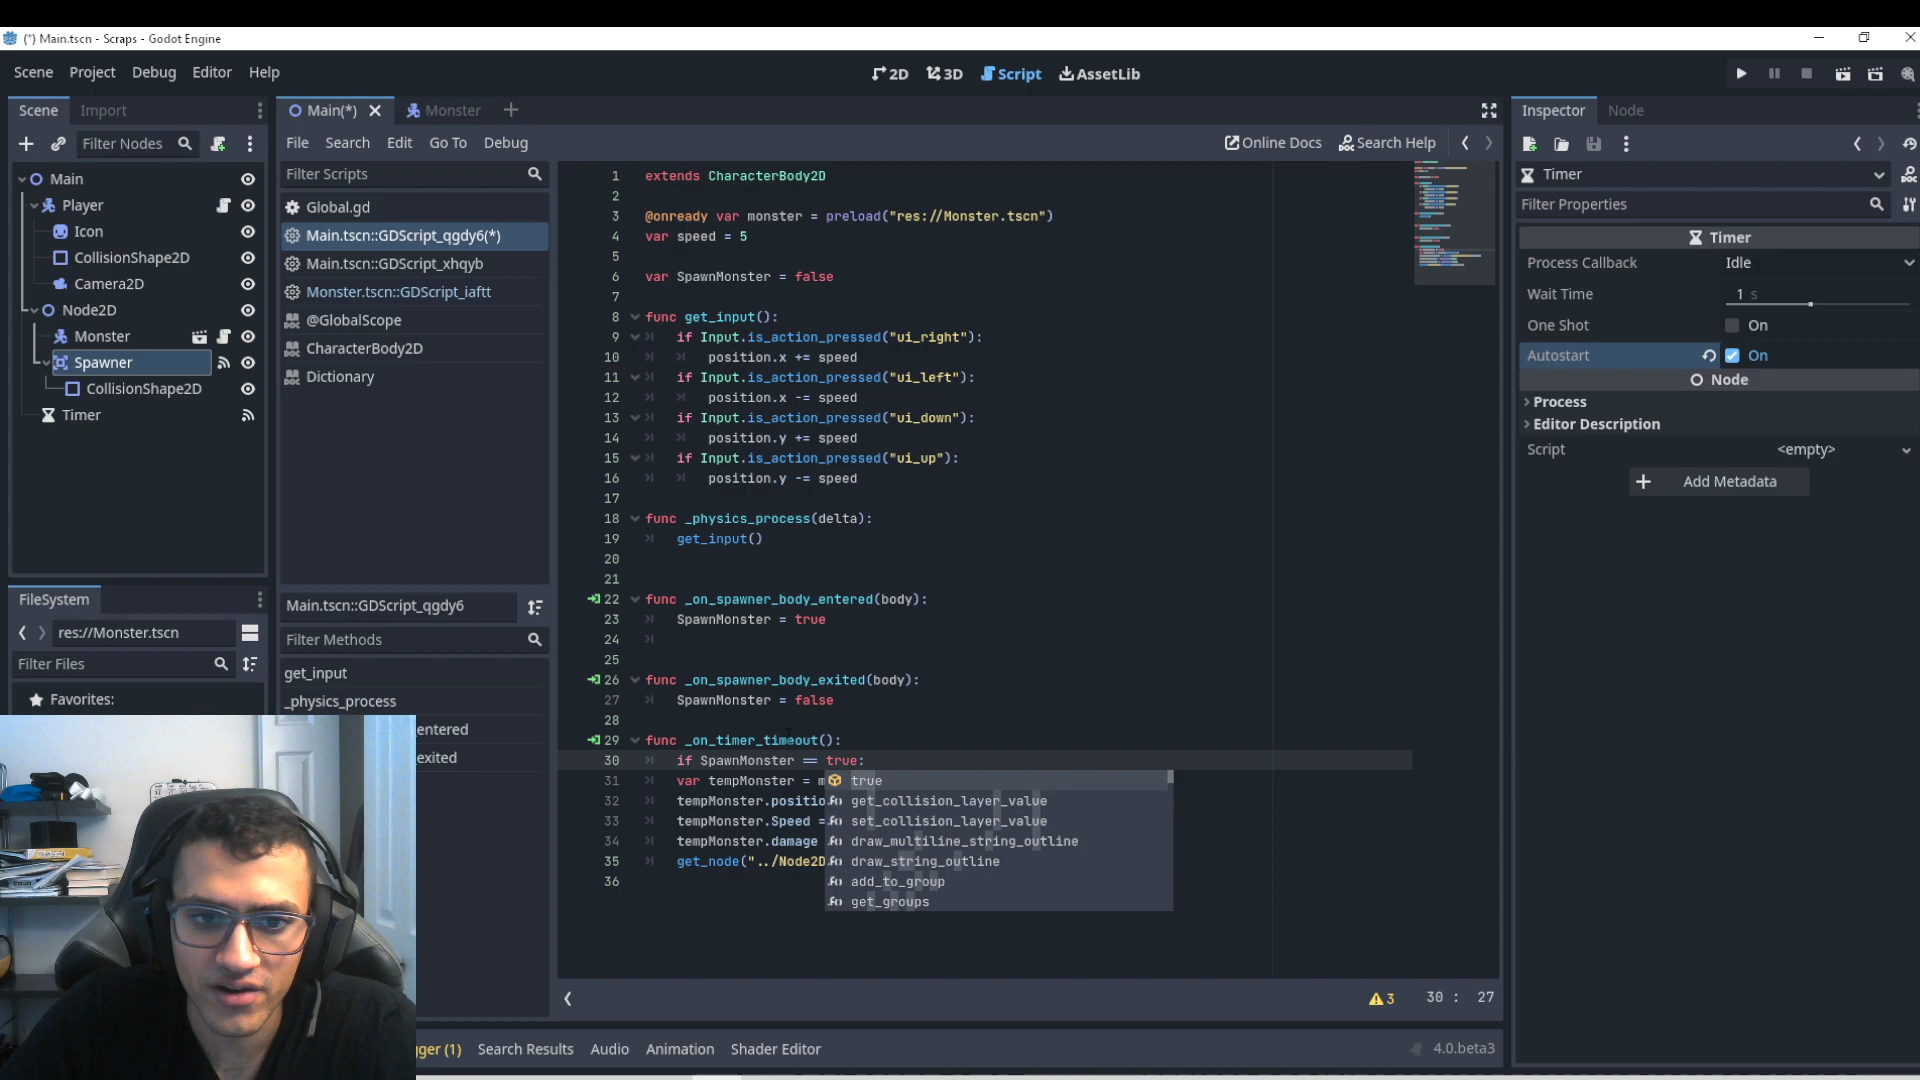 (*) Main.tscn - Scraps - Godot Engine
Scene Project Debug Editor Help
2D 3D Script AssetLib
Scene Import
Filter Nodes
Main
Player
Icon
CollisionShape2D
Camera2D
Node2D
Monster
Spawner
CollisionShape2D
Timer
FileSystem
res://Monster.tscn
Filter Files
Favorites:
Main(*) Monster
File Search Edit Go To Debug
Online Docs Search Help
Filter Scripts
Global.gd
Main.tscn::GDScript_qgdy6(*)
Main.tscn::GDScript_xhqyb
Monster.tscn::GDScript_iaftt
@GlobalScope
CharacterBody2D
Dictionary
Main.tscn::GDScript_qgdy6
Filter Methods
get_input
_physics_process
entered
exited
1 extends CharacterBody2D
2
3 @onready var monster = preload("res://Monster.tscn")
4 var speed = 5
5
6 var SpawnMonster = false
7
8 func get_input():
9 if Input.is_action_pressed("ui_right"):
10 position.x += speed
11 if Input.is_action_pressed("ui_left"):
12 position.x -= speed
13 if Input.is_action_pressed("ui_down"):
14 position.y += speed
15 if Input.is_action_pressed("ui_up"):
16 position.y -= speed
17
18 func _physics_process(delta):
19 get_input()
20
21
22 func _on_spawner_body_entered(body):
23 SpawnMonster = true
24
25
26 func _on_spawner_body_exited(body):
27 SpawnMonster = false
28
29 func _on_timer_timeout():
30 if SpawnMonster == true:
31 var tempMonster = m
32 tempMonster.positio
33 tempMonster.Speed =
34 tempMonster.damage
35 get_node("../Node2D
36
true
get_collision_layer_value
set_collision_layer_value
draw_multiline_string_outline
draw_string_outline
add_to_group
get_groups
3 30 : 27
gger (1) Search Results Audio Animation Shader Editor
4.0.beta3
Inspector Node
Timer
Filter Properties
Timer
Process Callback Idle
Wait Time 1 s
One Shot On
Autostart On
Node
Process
Editor Description
Script <empty>
Add Metadata